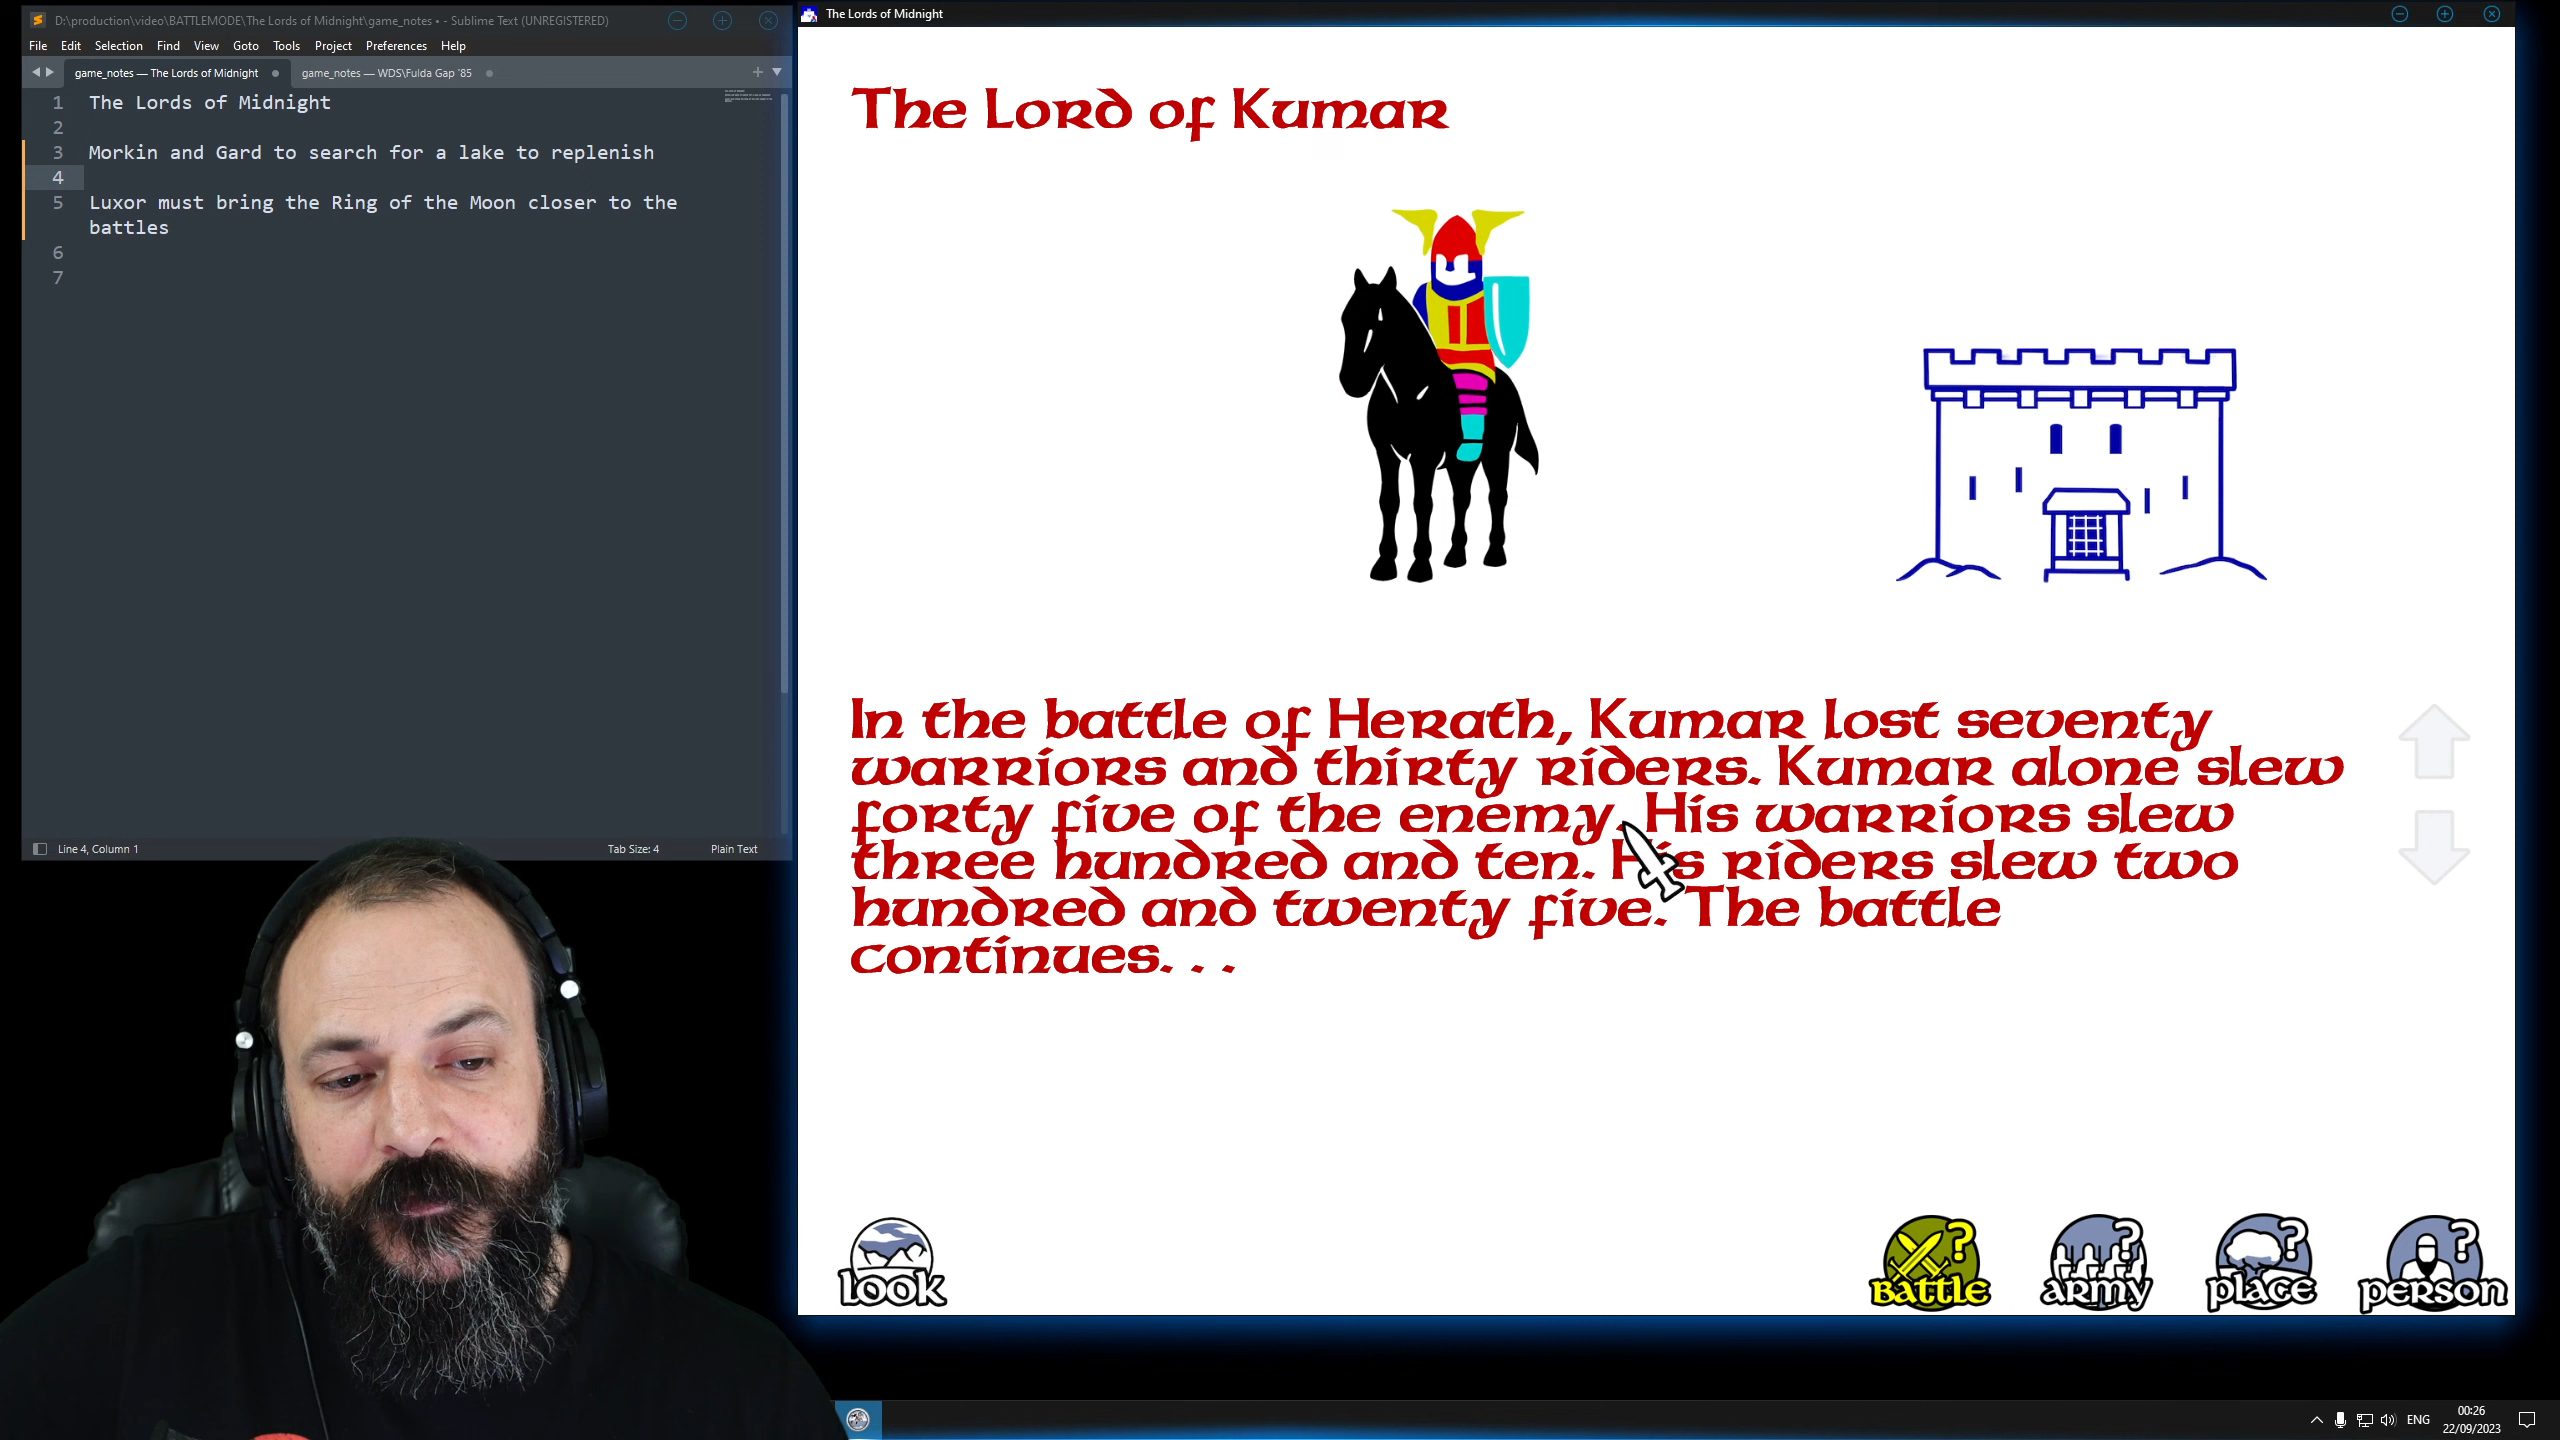 D:\production\video\BATTLEMODE\The Lords of Midnight\game_notes • - Sublime Text (UNREGISTERED)
File Edit Selection Find View Goto Tools Project Preferences Help
game_notes — The Lords of Midnight
game_notes — WDS\Fulda Gap '85
1 The Lords of Midnight
2
3 Morkin and Gard to search for a lake to replenish
4
5 Luxor must bring the Ring of the Moon closer to the
battles
6
7
Line 4, Column 1
Tab Size: 4
Plain Text
The Lords of Midnight
The Lord of Kumar
In the battle of Herath, Kumar lost seventy
warriors and thirty riders. Kumar alone slew
forty five of the enemy. His warriors slew
three hundred and ten. His riders slew two
hundred and twenty five. The battle
continues. . .
LOOK
BATTLE ?
ARMY ?
PLACE ?
PERSON ?
ENG
00:26
22/09/2023